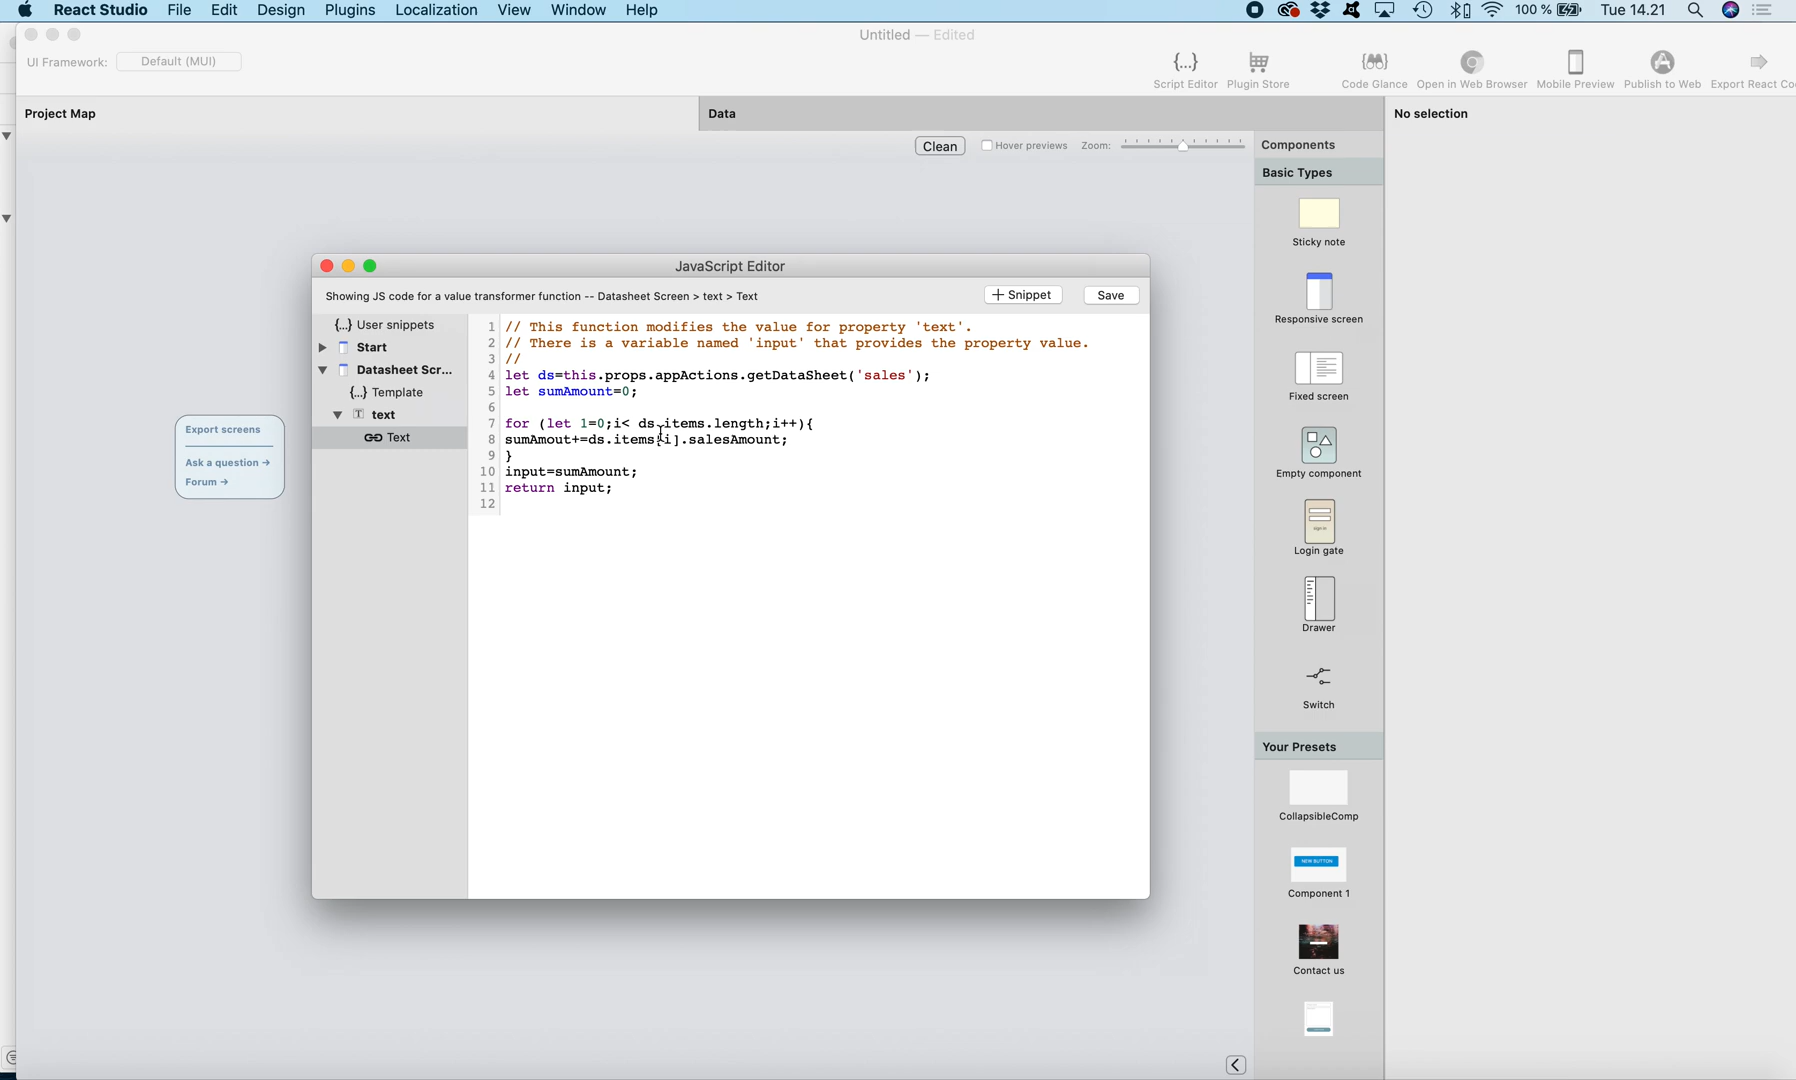 React Studio File Edit Design Plugins Localization View Window Help 100 % Tue 14.21
Untitled — Edited
UI Framework: Default (MUI)
{...} Script Editor Plugin Store Code Glance Open in Web Browser Mobile Preview Publish to Web Export React Co
Project Map Data No selection
Clean Hover previews Zoom:
Components
Basic Types
Sticky note
Responsive screen
Fixed screen
Empty component
sign in
Login gate
Drawer
Switch
Your Presets
CollapsibleComp
NEW BUTTON
Component 1
Contact us
Export screens
Ask a question →
Forum →
JavaScript Editor
Showing JS code for a value transformer function -- Datasheet Screen > text > Text
+ Snippet Save
{...} User snippets
Start
Datasheet Scr...
{...} Template
T text
Text
1 // This function modifies the value for property 'text'.
2 // There is a variable named 'input' that provides the property value.
3 //
4 let ds=this.props.appActions.getDataSheet('sales');
5 let sumAmount=0;
6
7 for (let 1=0;i< ds.items.length;i++){
8 sumAmout+=ds.items[i].salesAmount;
9 }
10 input=sumAmount;
11 return input;
12